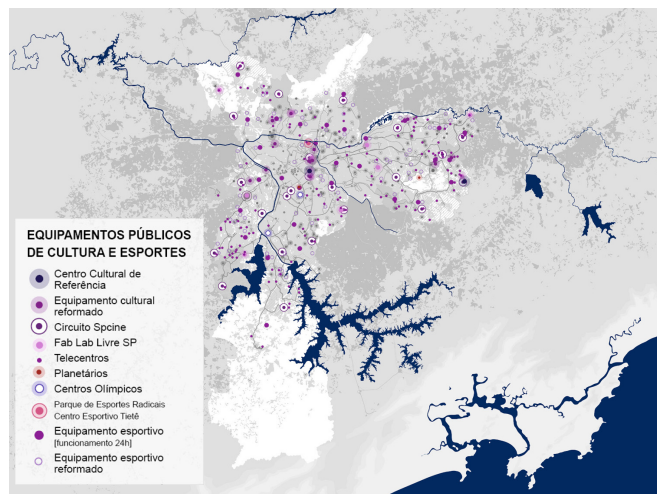 EQUIPAMENTOS PÚBLICOS
DE CULTURA E ESPORTES
Centro Cultural de
Referência
Equipamento cultural
reformado
Circuito Spcine
Fab Lab Livre SP
Telecentros
Planetários
Centros Olímpicos
Parque de Esportes Radicais
Centro Esportivo Tietê
Equipamento esportivo
[funcionamento 24h]
Equipamento esportivo
reformado